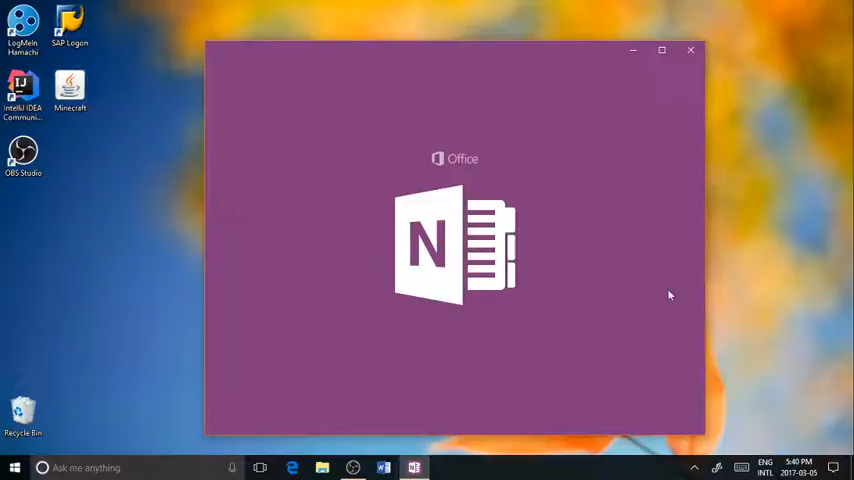 LogMeIn
Hamachi
SAP Logon
IntelliJ IDEA
Communi...
Minecraft
OBS Studio
Office
N
Recycle Bin
Ask me anything
ENG
INTL
5:40 PM
2017-03-05